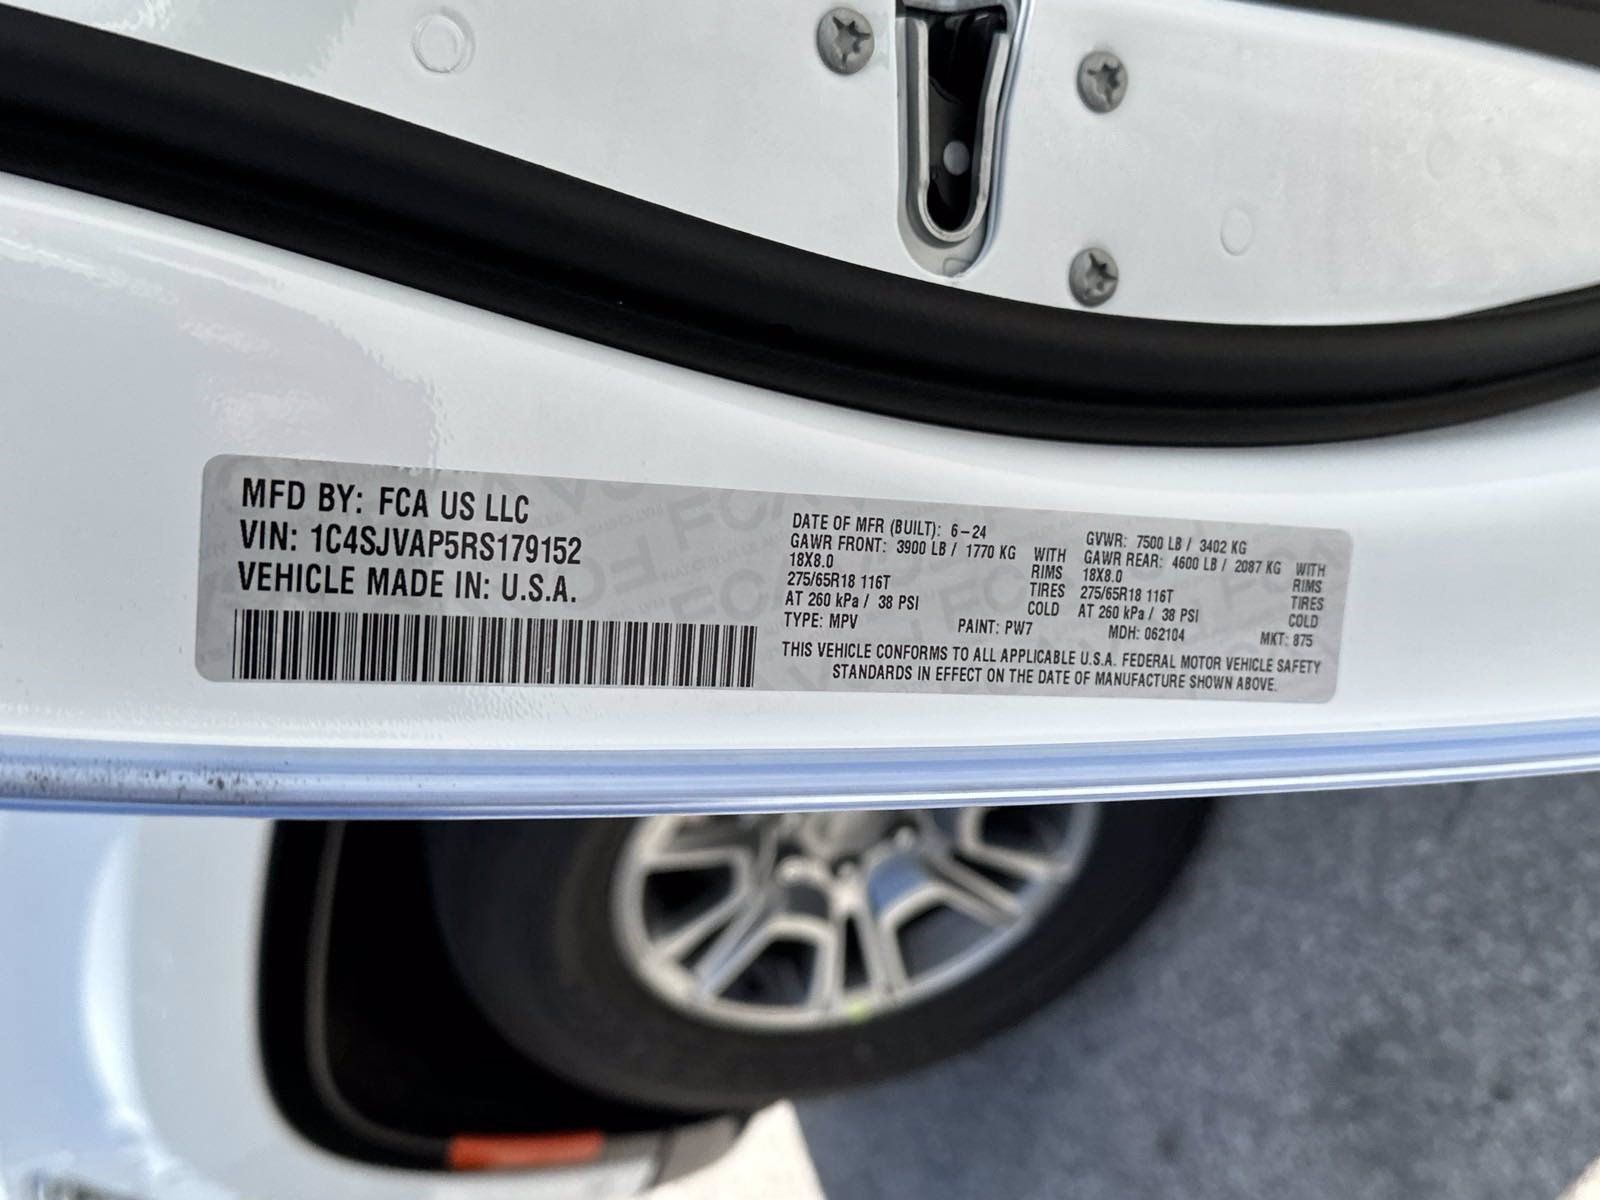 MFD BY: FCA US LLC
VIN: 1C4SJVAP5RS179152
VEHICLE MADE IN: U.S.A.
DATE OF MFR (BUILT): 6-24
GAWR FRONT: 3900 LB / 1770 KG WITH
18X8.0 RIMS
275/65R18 116T TIRES
AT 260 kPa / 38 PSI COLD
GVWR: 7500 LB / 3402 KG
GAWR REAR: 4600 LB / 2087 KG WITH
18X8.0 RIMS
275/65R18 116T TIRES
AT 260 kPa / 38 PSI COLD
TYPE: MPV PAINT: PW7 MDH: 062104 MKT: 875
THIS VEHICLE CONFORMS TO ALL APPLICABLE U.S.A. FEDERAL MOTOR VEHICLE SAFETY
STANDARDS IN EFFECT ON THE DATE OF MANUFACTURE SHOWN ABOVE.